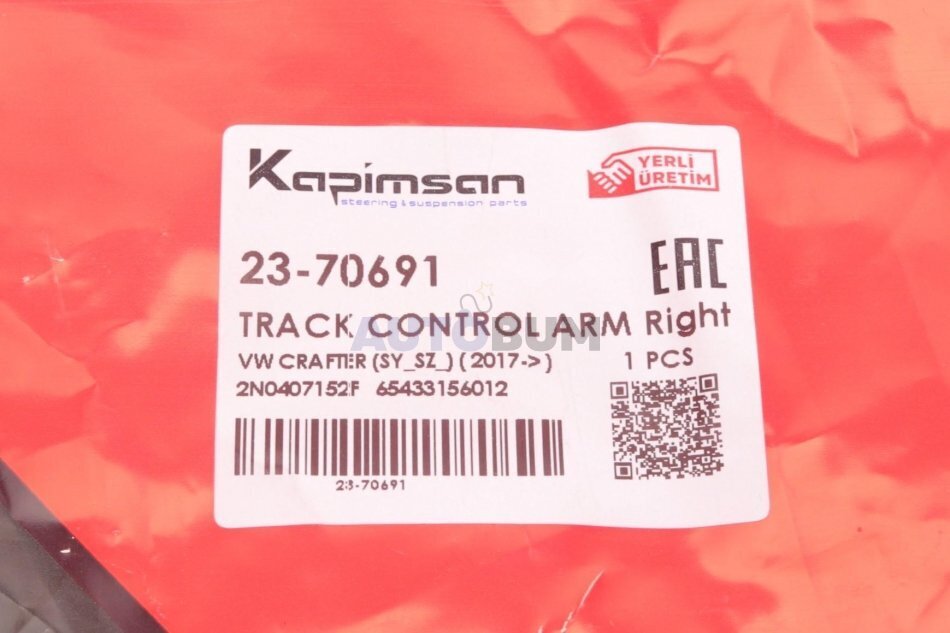 Kapimsan
steering & suspension parts
YERLİ
ÜRETİM
23-70691
EAC
TRACK CONTROL ARM Right
AUTOBUM
VW CRAFTER (SY_SZ_) (2017->)
1 PCS
2N0407152F 65433156012
23-70691